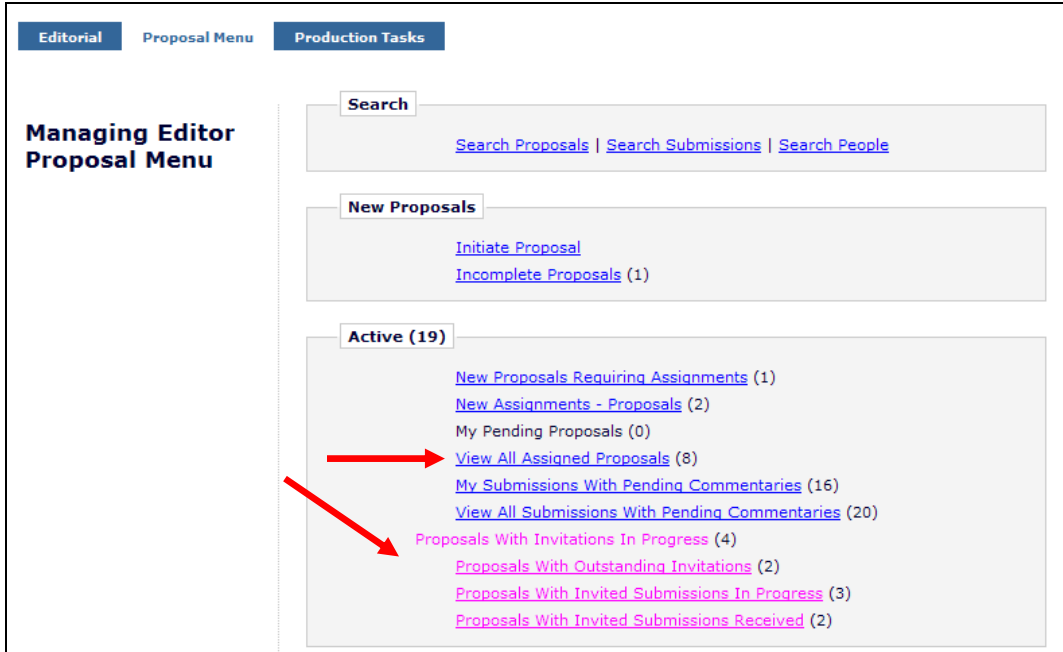 Editorial Proposal Menu Production Tasks
Managing Editor
Proposal Menu
Search
Search Proposals | Search Submissions | Search People
New Proposals
Initiate Proposal
Incomplete Proposals (1)
Active (19)
New Proposals Requiring Assignments (1)
New Assignments - Proposals (2)
My Pending Proposals (0)
View All Assigned Proposals (8)
My Submissions With Pending Commentaries (16)
View All Submissions With Pending Commentaries (20)
Proposals With Invitations In Progress (4)
Proposals With Outstanding Invitations (2)
Proposals With Invited Submissions In Progress (3)
Proposals With Invited Submissions Received (2)